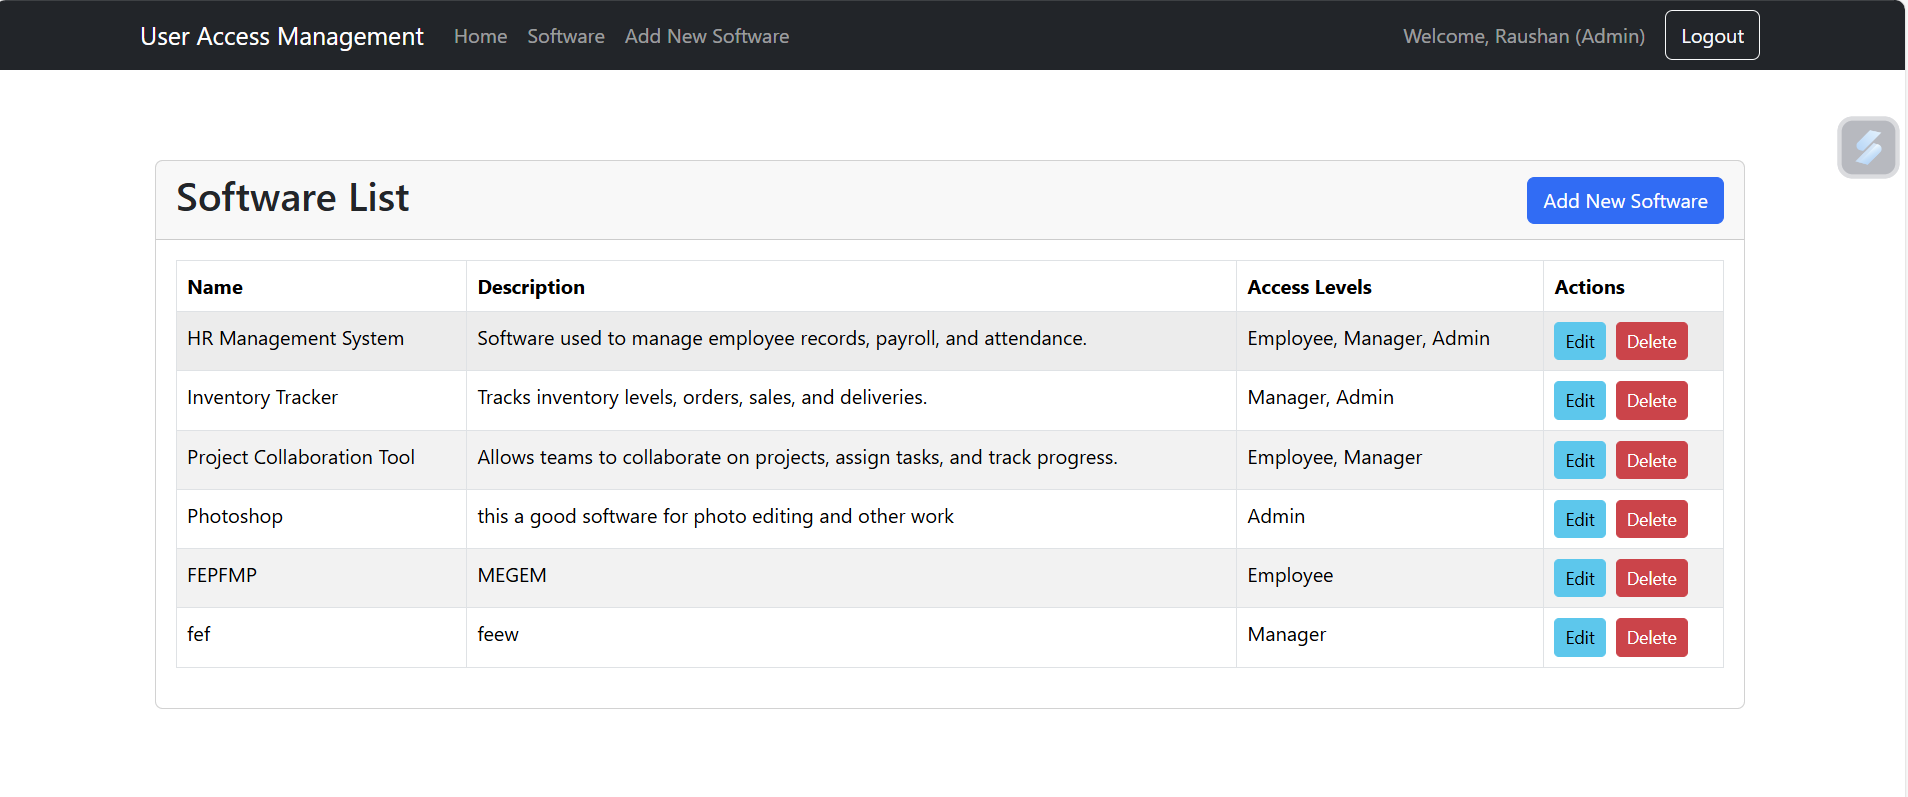 User Access Management Home Software Add New Software Welcome, Raushan (Admin) Logout
Software List Add New Software
Name Description Access Levels Actions
HR Management System Software used to manage employee records, payroll, and attendance. Employee, Manager, Admin Edit Delete
Inventory Tracker Tracks inventory levels, orders, sales, and deliveries. Manager, Admin Edit Delete
Project Collaboration Tool Allows teams to collaborate on projects, assign tasks, and track progress. Employee, Manager Edit Delete
Photoshop this a good software for photo editing and other work Admin Edit Delete
FEPFMP MEGEM Employee Edit Delete
fef feew Manager Edit Delete